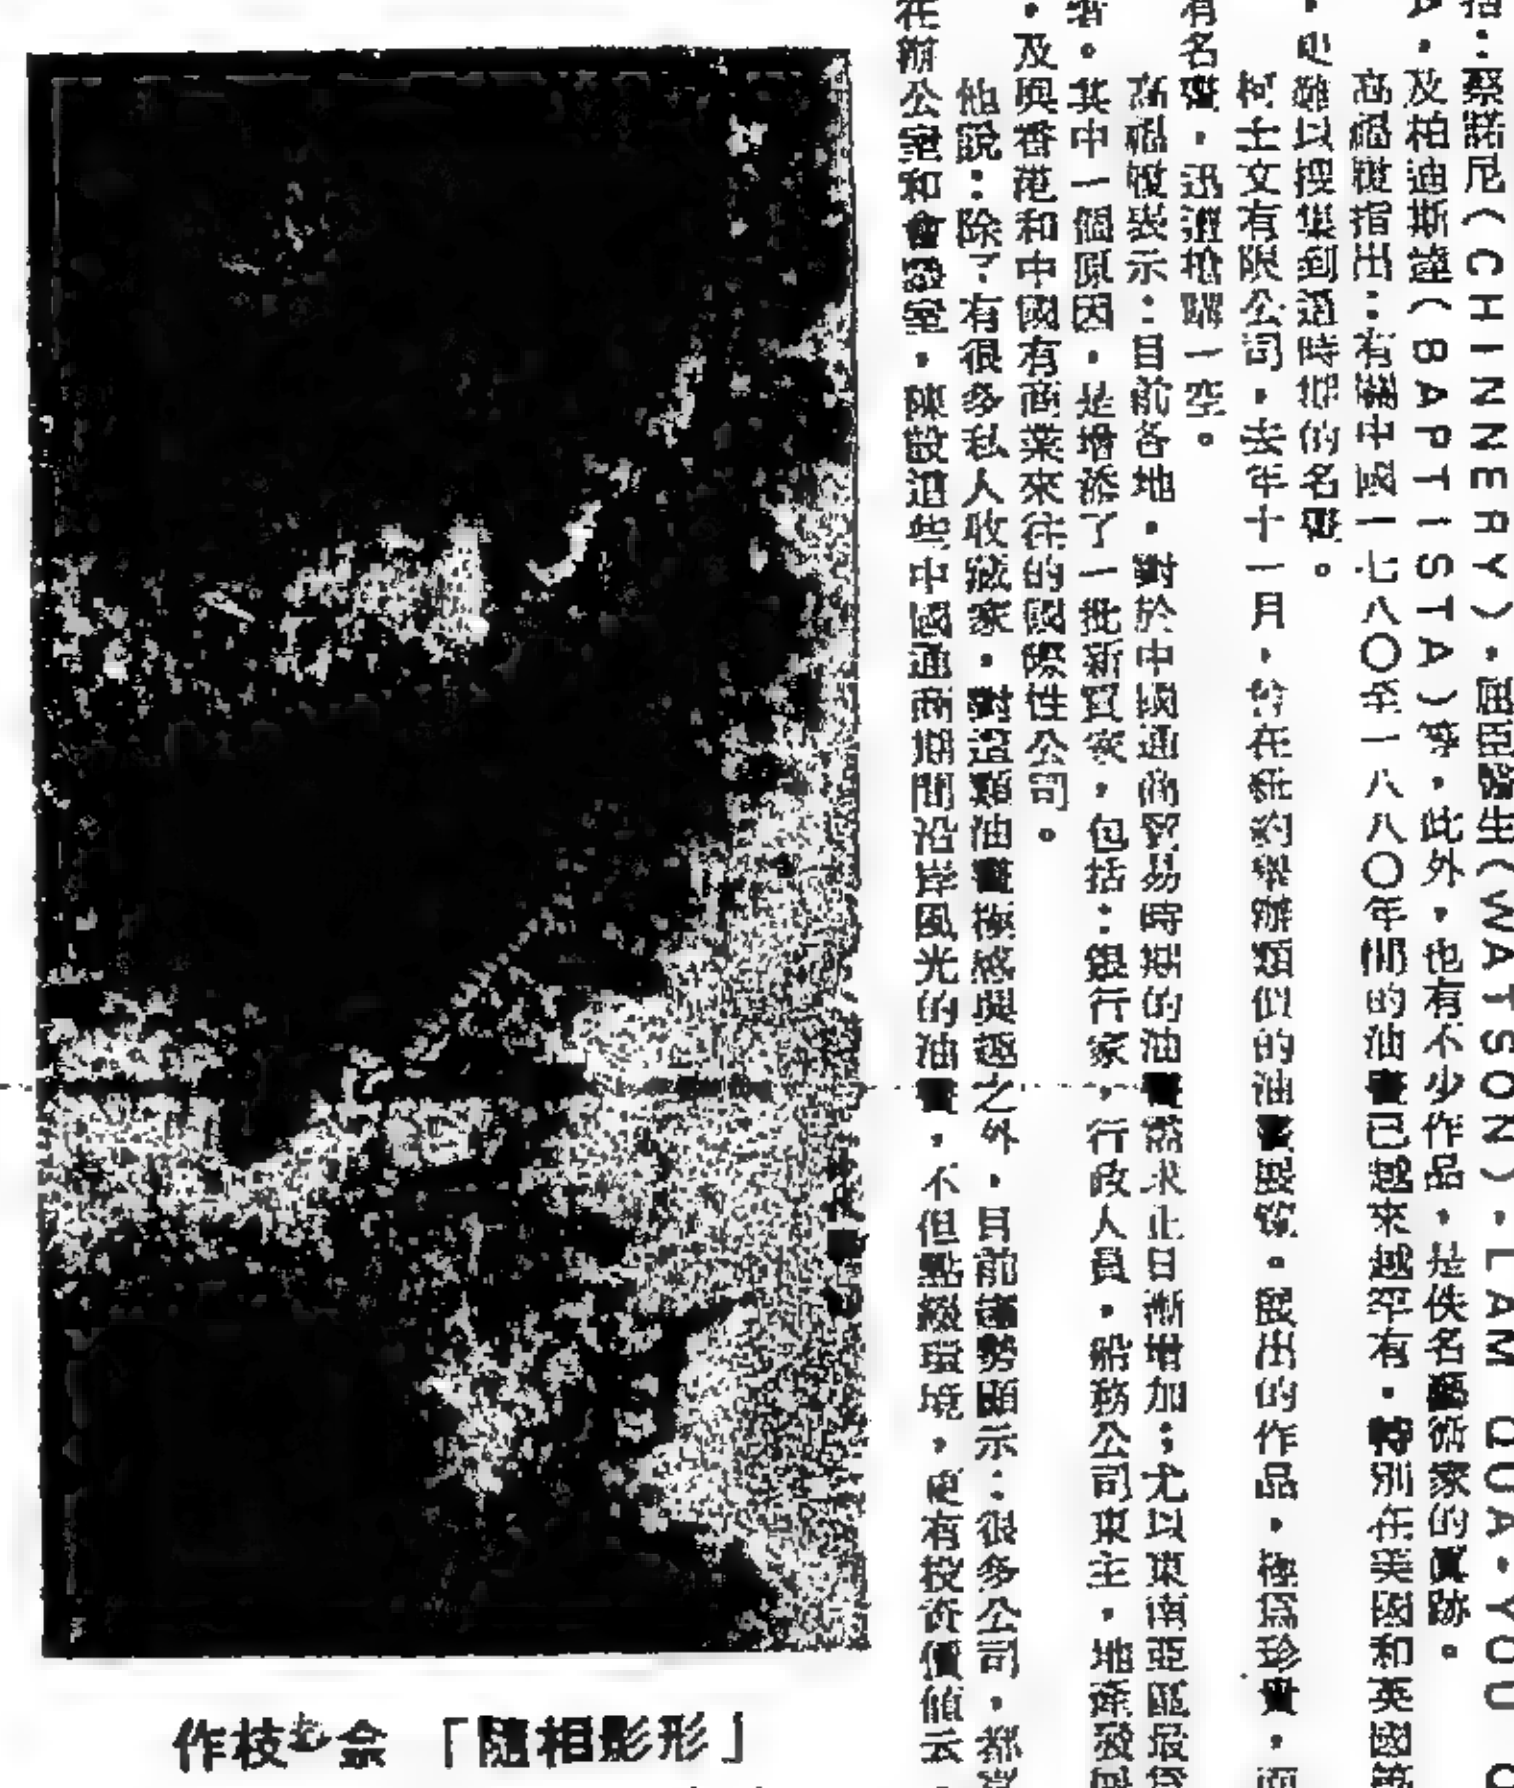 括：蔡諾尼(CHINNERY)，屈臣醫生(WATSON)，LAM QUA，YOU Q
及柏迪斯達(BAPTISTA)等，此外，也有不少作品，是佚名藝術家的眞跡。
高福履指出：有關中國一七八〇至一八八〇年間的油畫已越來越罕有，特別在美國和英國
，更難以搜集到這時期的名畫。
柯士文有限公司，去年十一月，曾在紐約舉辦類似的油畫展覽。展出的作品，極爲珍貴，而
有名畫，迅速搶購一空。
高福履表示：目前各地，對於中國通商貿易時期的油畫需求正日漸增加；尤以東南亞區最
者。其中一個原因，是增添了一批新買家，包括：銀行家，行政人員，船務公司東主，地產發展
，及與香港和中國有商業來往的國際性公司。
他說：除了有很多私人收藏家，對這類油畫極感興趣之外，目前趨勢顯示：很多公司，都
在辦公室和會議室，陳設這些中國通商期間沿岸風光的油畫，不但點綴環境，更有投資價値云。
「形影相隨」 枝作